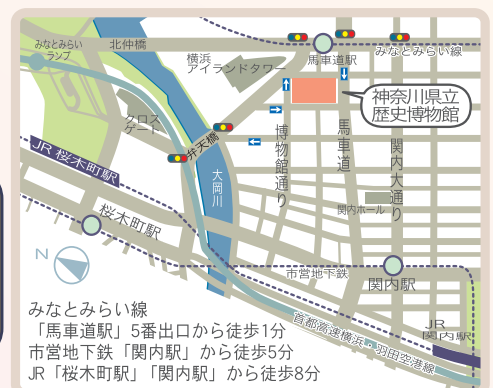 みなとみらい
ランプ
北仲橋
横浜
アイランドタワー
馬車道駅
みなとみらい線
神奈川県立
歴史博物館
クロス
ゲート
弁天橋
大岡川
博物館通り
馬車道
関内大通り
関内ホール
JR 桜木町駅
桜木町駅
N
市営地下鉄
関内駅
首都高速横浜・羽田空港線
JR
関内駅
みなとみらい線
「馬車道駅」5番出口から徒歩1分
市営地下鉄「関内駅」から徒歩5分
JR「桜木町駅」「関内駅」から徒歩8分